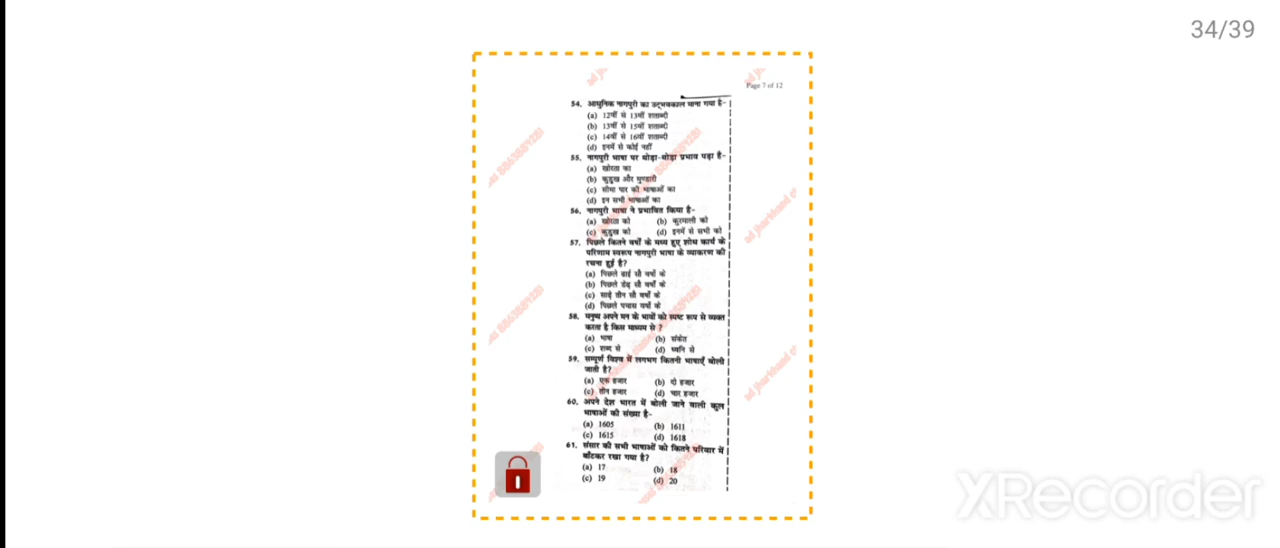 34/39
Page 7 of 12
54. आधुनिक नागपुरी का उद्भवकाल माना गया है-
(a) 12वीं से 13वीं शताब्दी
(b) 13वीं से 15वीं शताब्दी
(c) 14वीं से 16वीं शताब्दी
(d) इनमें से कोई नहीं
55. नागपुरी भाषा पर थोड़ा-थोड़ा प्रभाव पड़ा है-
(a) खोरठा का
(b) कुड़ुख और मुण्डारी
(c) सीमा पार की भाषाओं का
(d) इन सभी भाषाओं का
56. नागपुरी भाषा ने प्रभावित किया है-
(a) खोरठा को (b) कुरमाली को
(c) कुड़ुख को (d) इनमें से सभी को
57. पिछले कितने वर्षों के मध्य हुए शोध कार्य के
परिणाम स्वरूप नागपुरी भाषा के व्याकरण की
रचना हुई है?
(a) पिछले ढाई सौ वर्षों के
(b) पिछले डेढ़ सौ वर्षों के
(c) साढ़े तीन सौ वर्षों के
(d) पिछले पचास वर्षों के
58. मनुष्य अपने मन के भावों को स्पष्ट रूप से व्यक्त
करता है किस माध्यम से ?
(a) भाषा (b) संकेत
(c) शब्द से (d) ध्वनि से
59. सम्पूर्ण विश्व में लगभग कितनी भाषाएँ बोली
जाती है?
(a) एक हजार (b) दो हजार
(c) तीन हजार (d) चार हजार
60. अपने देश भारत में बोली जाने वाली कुल
भाषाओं की संख्या है-
(a) 1605 (b) 1611
(c) 1615 (d) 1618
61. संसार की सभी भाषाओं को कितने परिवार में
बाँटकर रखा गया है?
(a) 17 (b) 18
(c) 19 (d) 20
XRecorder